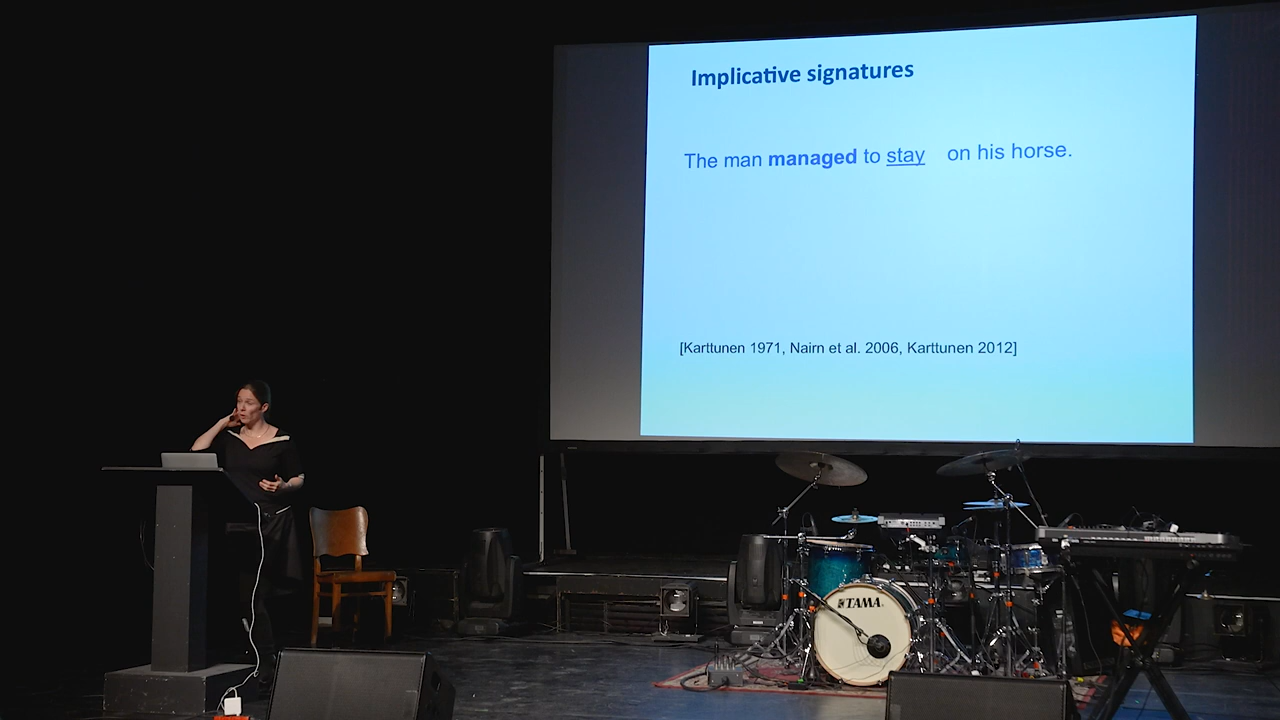 Implicative signatures
The man managed to stay on his horse.
[Karttunen 1971, Nairn et al. 2006, Karttunen 2012]
TAMA